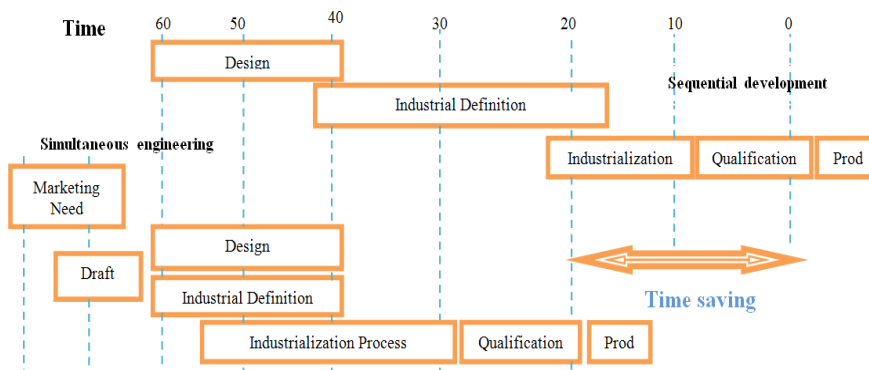 Time
60 50 40 30 20 10 0
Design
Industrial Definition
Sequential development
Simultaneous engineering
Industrialization Qualification Prod
Marketing
Need
Design
Draft
Industrial Definition
Time saving
Industrialization Process Qualification Prod